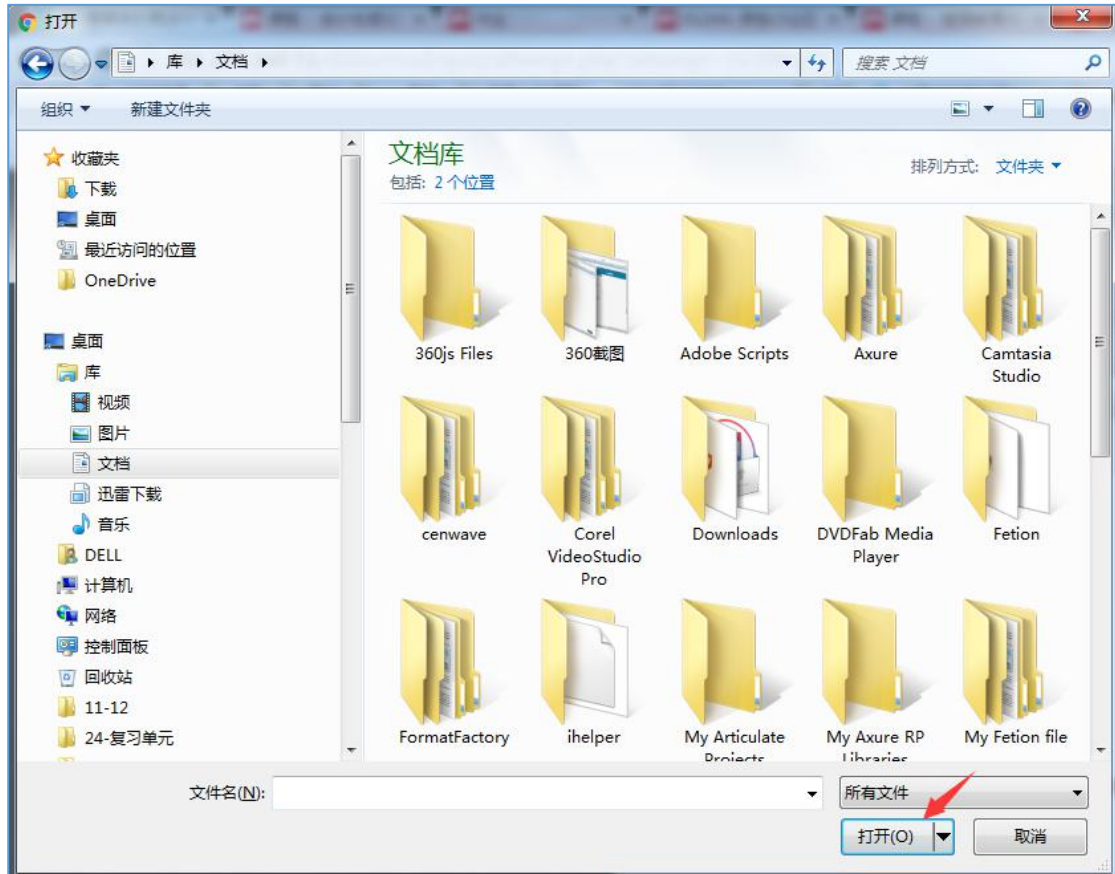 打开
库 文档
搜索 文档
组织 新建文件夹
收藏夹
下载
桌面
最近访问的位置
OneDrive
桌面
库
视频
图片
文档
迅雷下载
音乐
DELL
计算机
网络
控制面板
回收站
11-12
24-复习单元
文档库
包括: 2 个位置
排列方式: 文件夹
360js Files
360截图
Adobe Scripts
Axure
Camtasia
Studio
cenwave
Corel
VideoStudio
Pro
Downloads
DVDFab Media
Player
Fetion
FormatFactory
ihelper
My Articulate
Projects
My Axure RP
Libraries
My Fetion file
文件名(N):
所有文件
打开(O)
取消